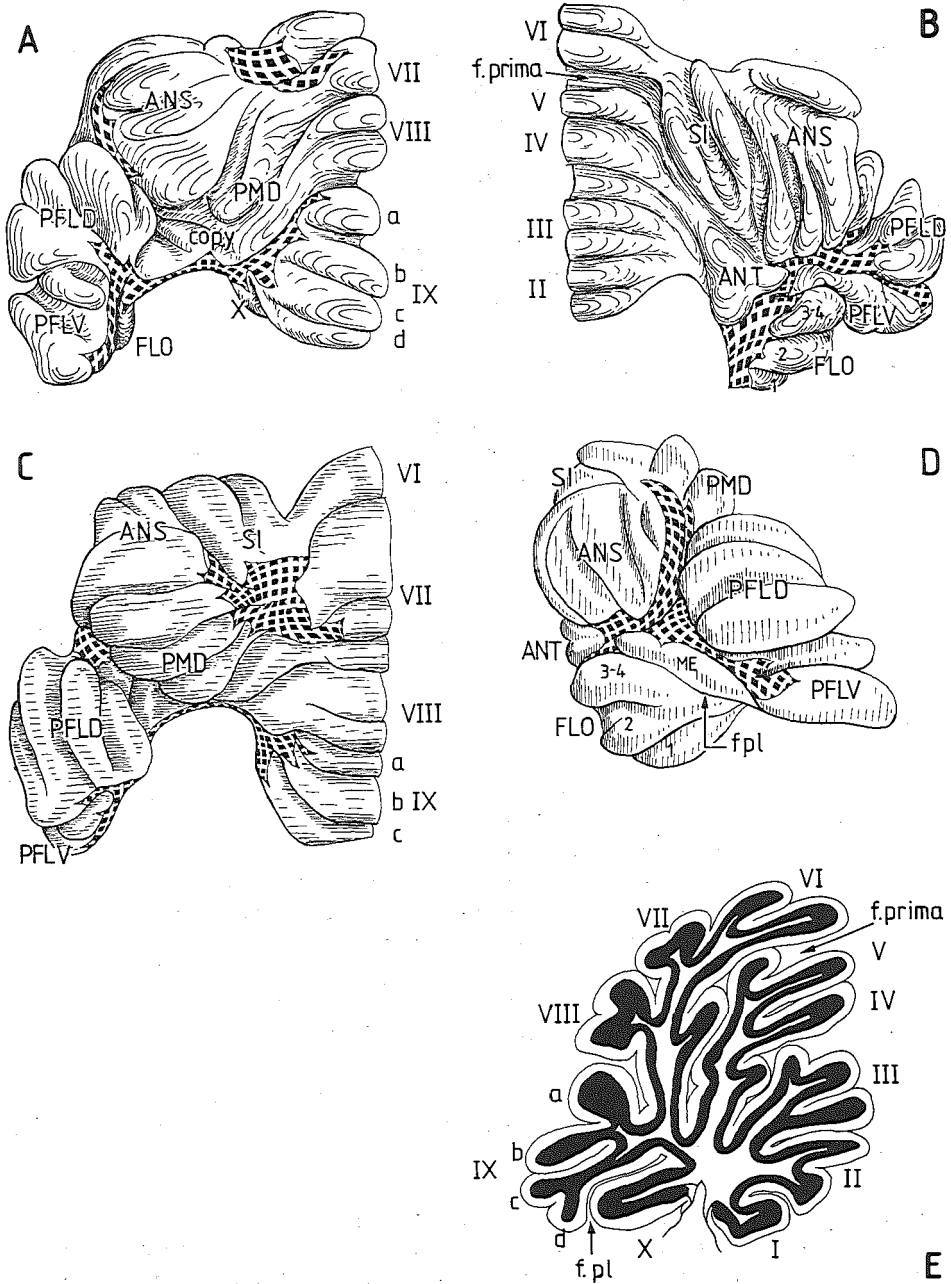 A
VII
ANS
VIII
PMD
PFLD
a
copy
b
IX
X
c
PFLV
FLO
d
B
VI
f.prima
V
SI
ANS
IV
PFLD
III
ANT
II
3-4
PFLV
2
FLO
1
C
VI
ANS
SI
VII
PMD
PFLD
VIII
a
b IX
c
PFLV
D
SI
PMD
ANS
PFLD
ANT
ME
3-4
PFLV
FLO
2
1
fpl
VI
VII
f.prima
V
VIII
IV
III
a
b
IX
II
c
d
X
I
f.pl
E